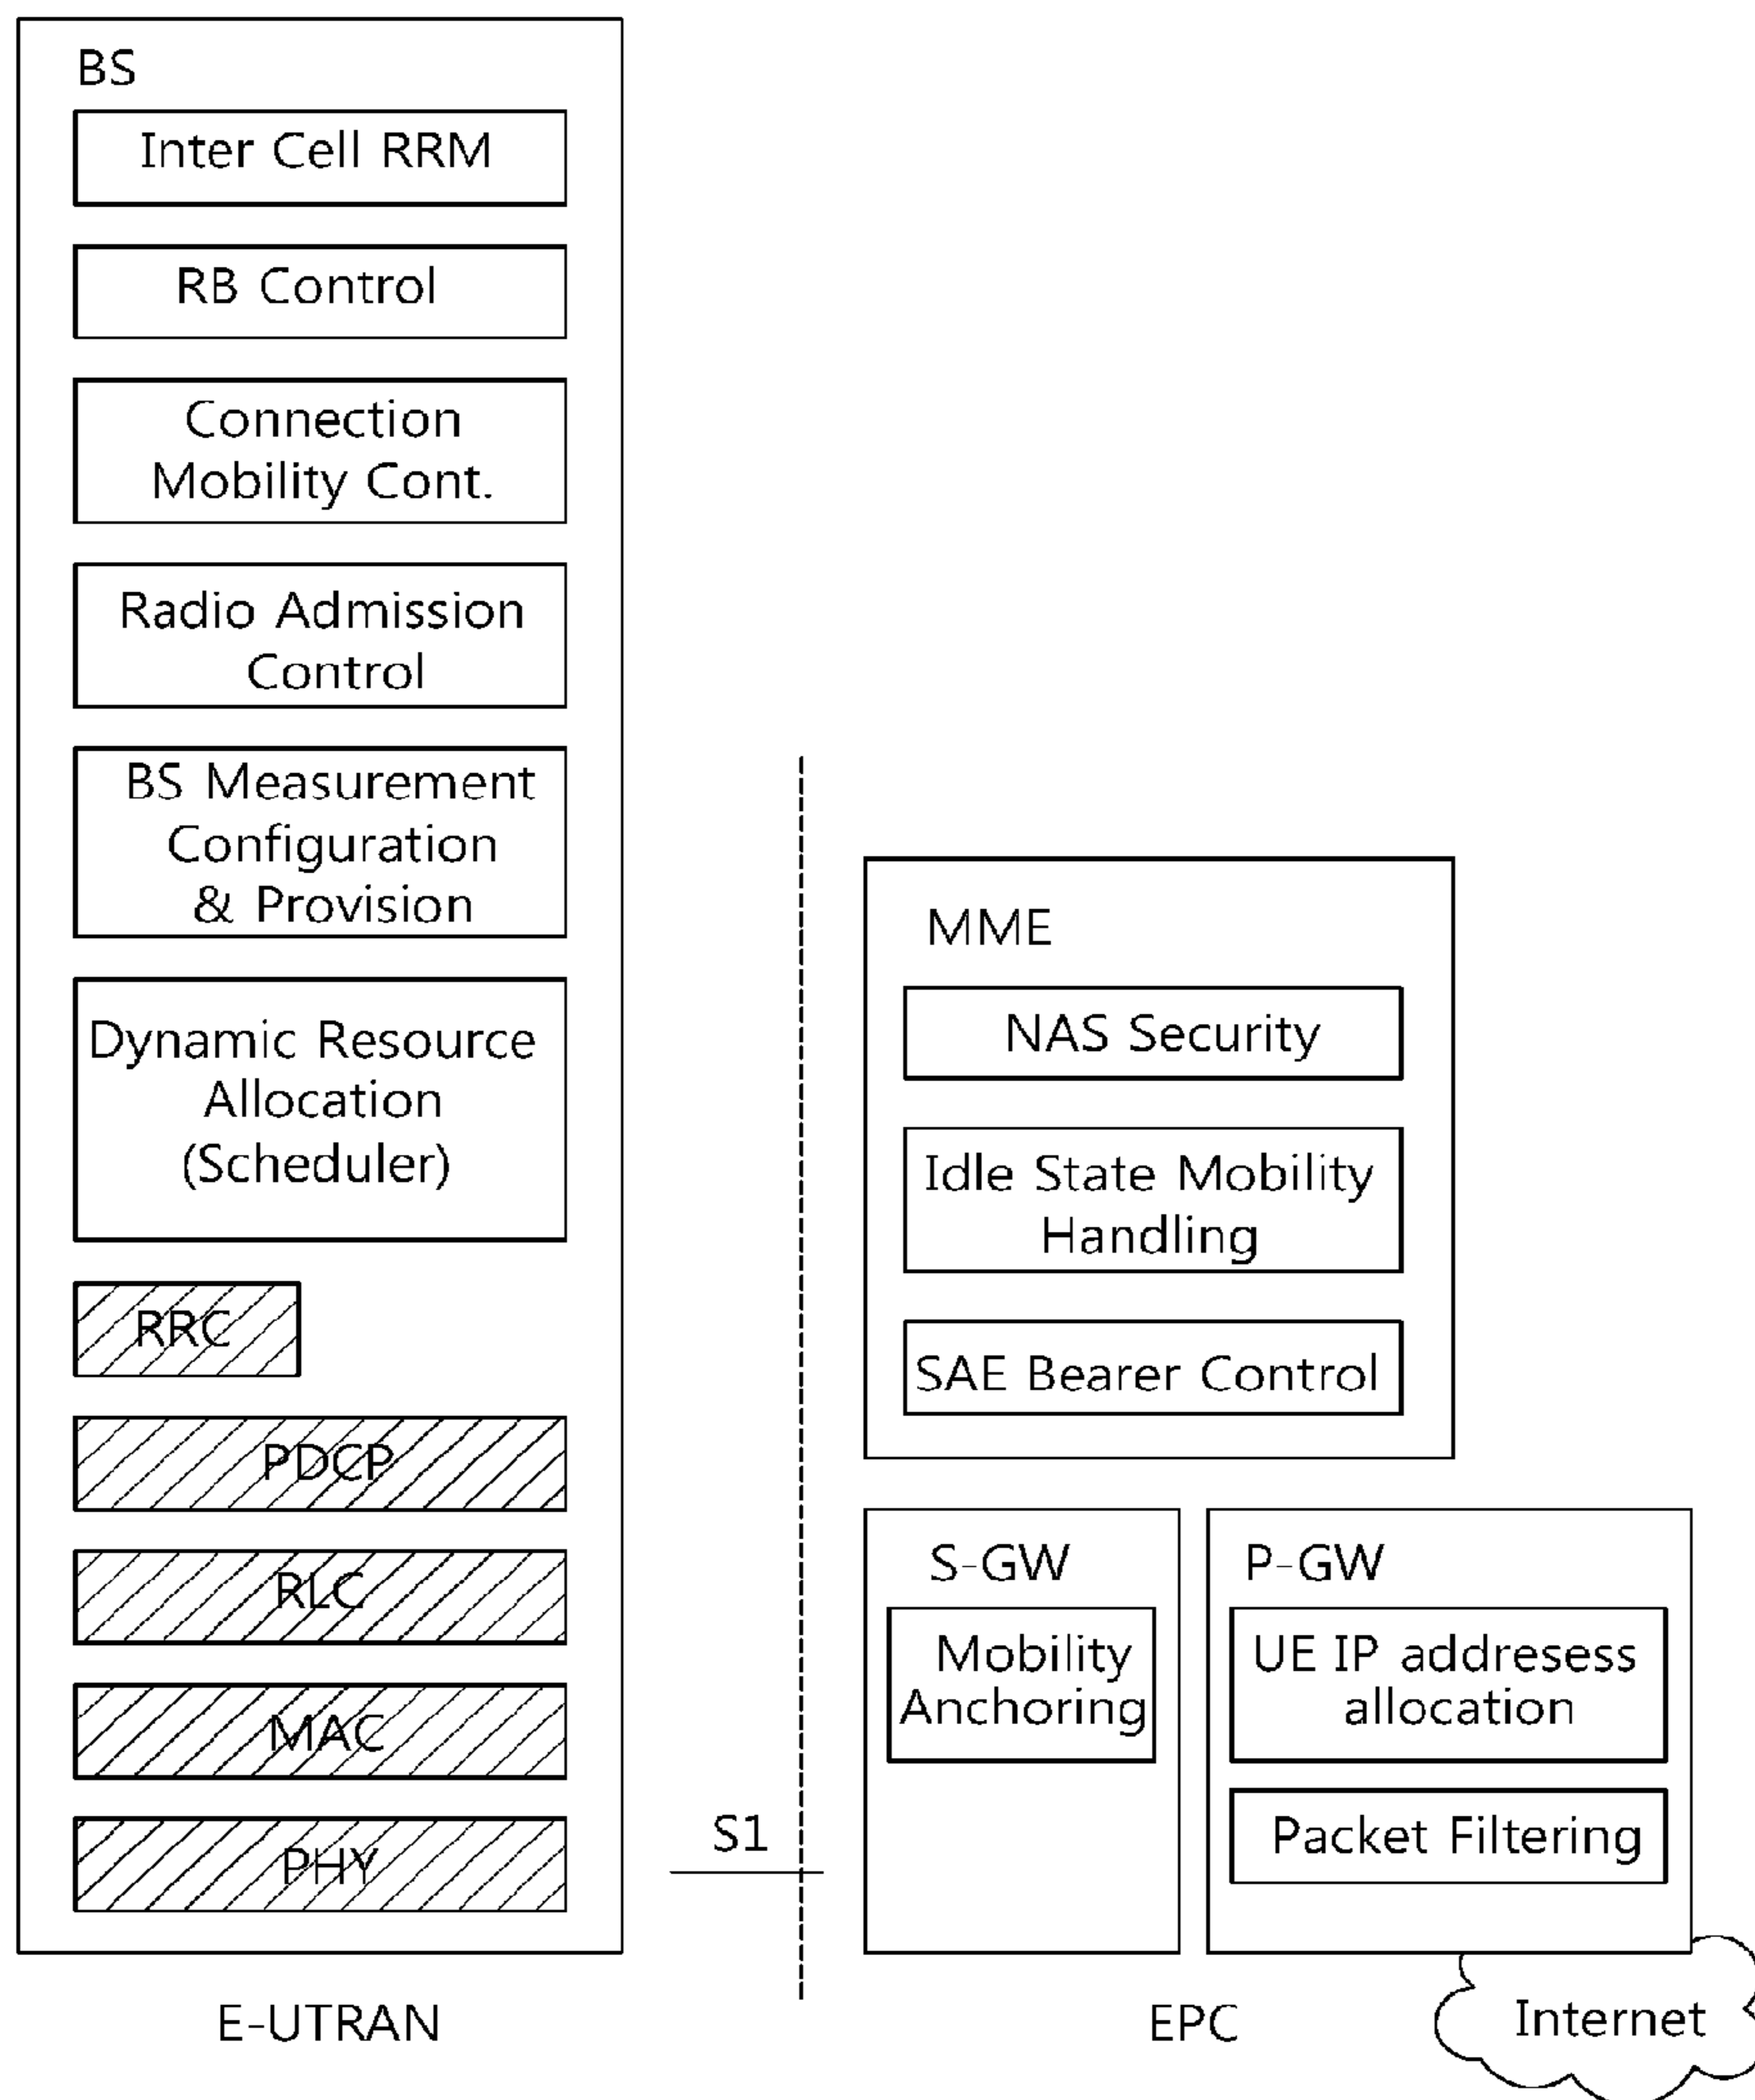 BS
Inter Cell RRM
RB Control
Connection
Mobility Cont.
Radio Admission
Control
BS Measurement
Configuration
& Provision
Dynamic Resource
Allocation
(Scheduler)
RRC
PDCP
RLC
MAC
PHY
E-UTRAN
S1
MME
NAS Security
Idle State Mobility
Handling
SAE Bearer Control
S-GW
Mobility
Anchoring
P-GW
UE IP addresess
allocation
Packet Filtering
EPC
Internet